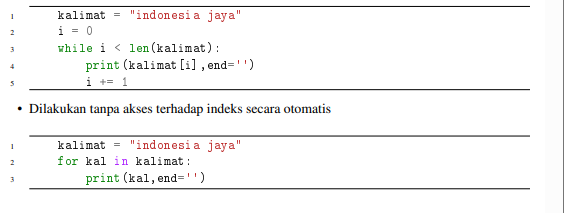 1 kalimat = "indonesia jaya"
2 i = 0
3 while i < len(kalimat):
4 print(kalimat[i],end='')
5 i += 1
• Dilakukan tanpa akses terhadap indeks secara otomatis
1 kalimat = "indonesia jaya"
2 for kal in kalimat:
3 print(kal,end='')